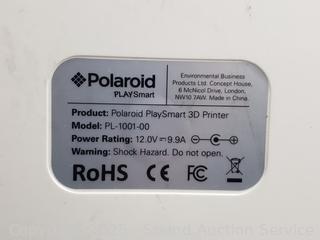 Polaroid
PLAYSmart
Environmental Business
Products Ltd. Concept House,
6 McNicol Drive, London,
NW10 7AW. Made in China.
Product: Polaroid PlaySmart 3D Printer
Model: PL-1001-00
Power Rating: 12.0V⎓9.9A
Warning: Shock Hazard. Do not open.
RoHS CE FC
Auction Service